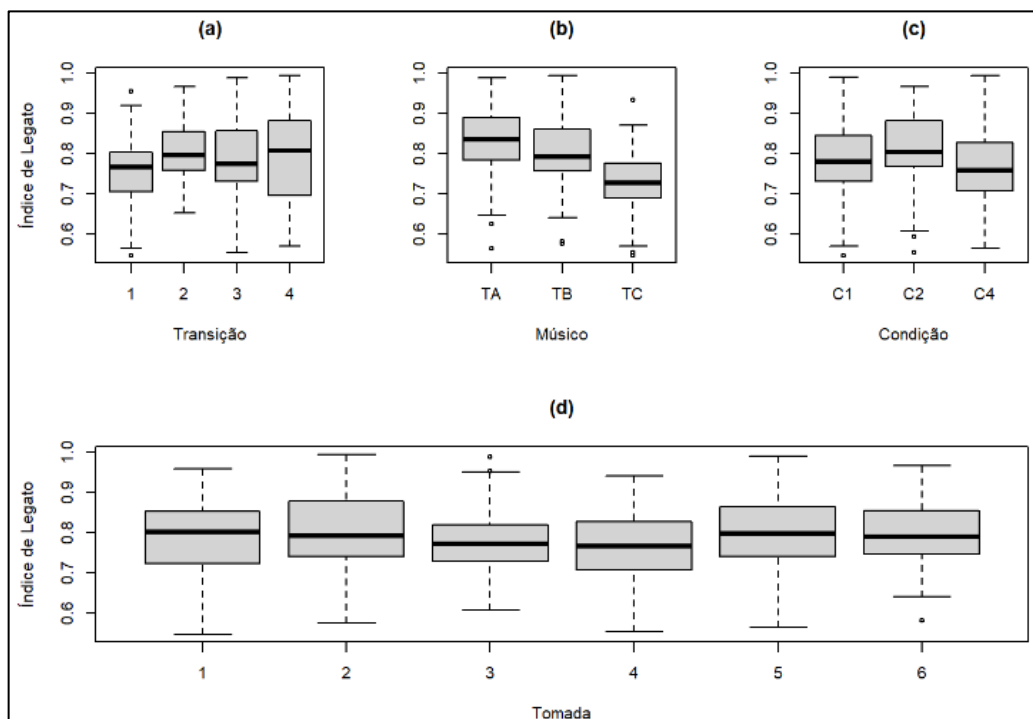 (a)
Índice de Legato
1.0
0.9
0.8
0.7
0.6
1 2 3 4
Transição
(b)
1.0
0.9
0.8
0.7
0.6
TA TB TC
Músico
(c)
1.0
0.9
0.8
0.7
0.6
C1 C2 C4
Condição
(d)
Índice de Legato
1.0
0.9
0.8
0.7
0.6
1 2 3 4 5 6
Tomada